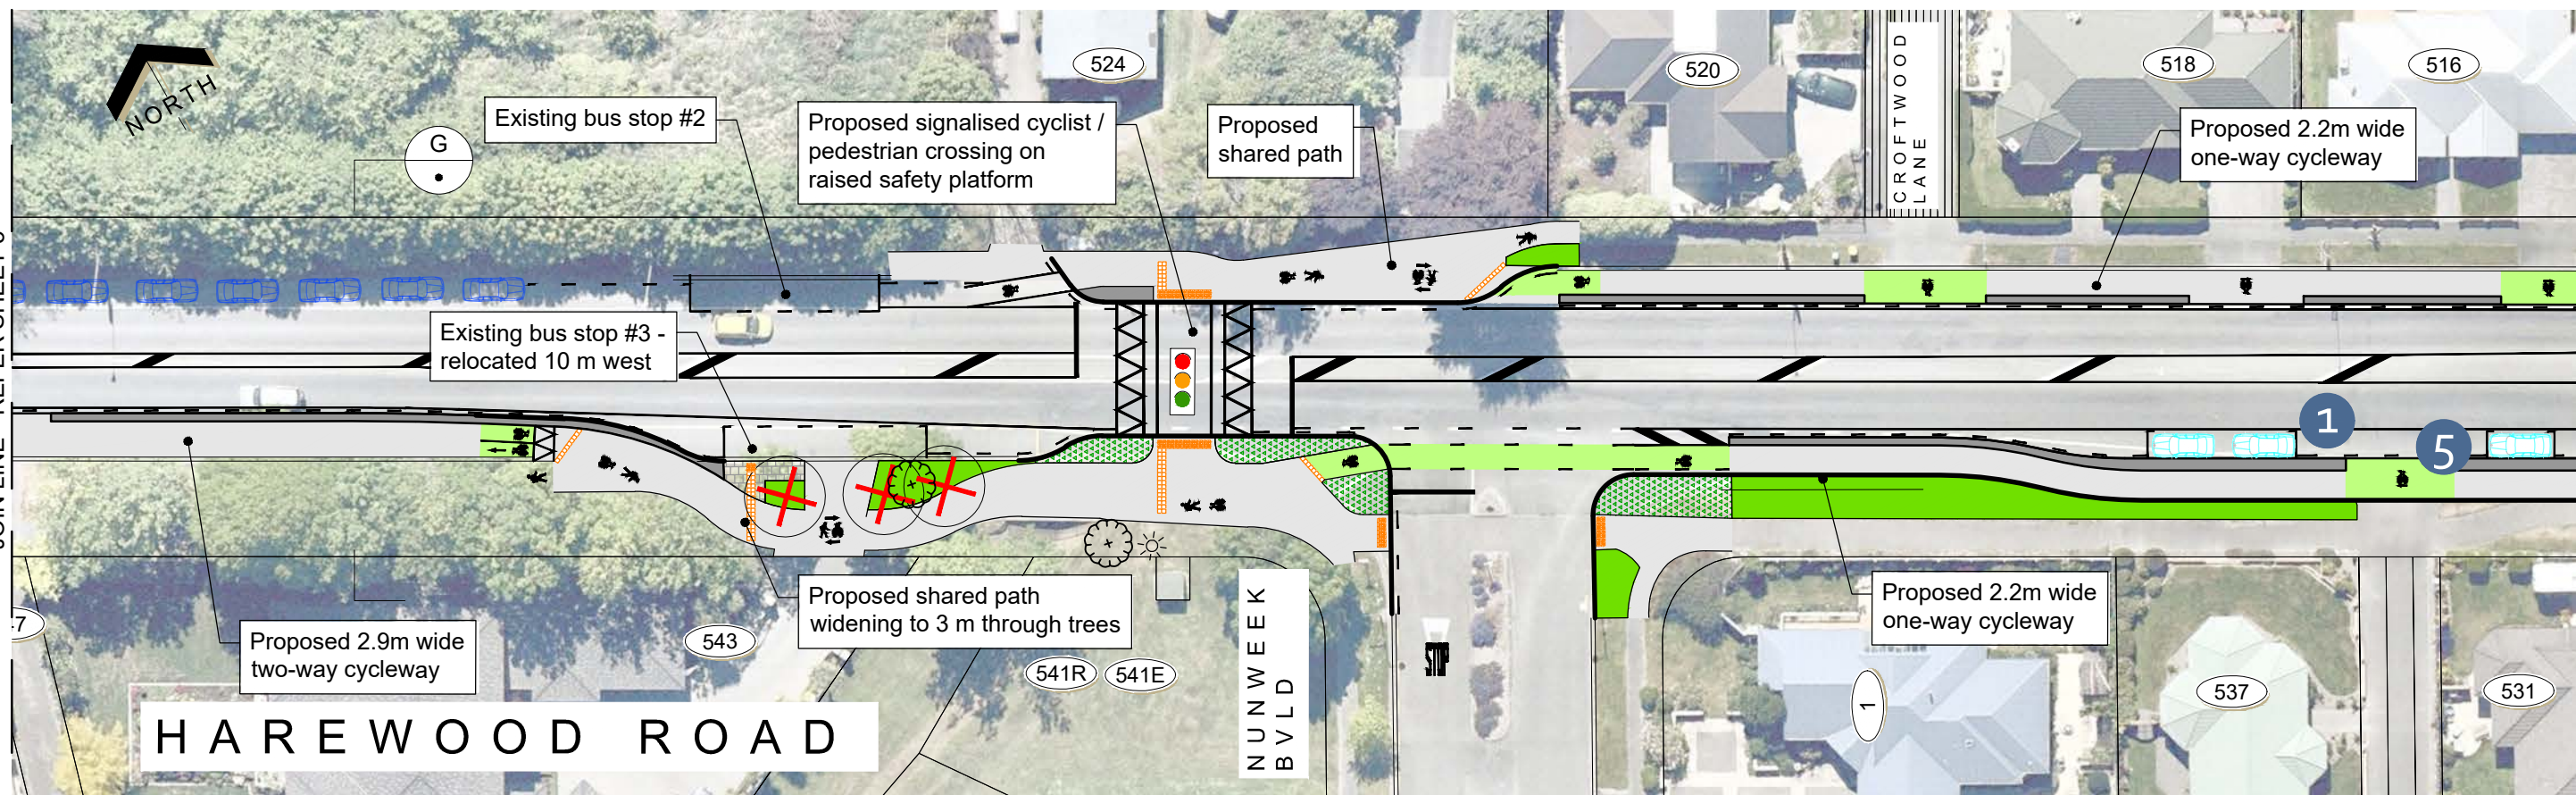 NORTH
G
Existing bus stop #2
524
Proposed signalised cyclist /
pedestrian crossing on
raised safety platform
Proposed
shared path
520
CROFTWOOD
LANE
518
516
Proposed 2.2m wide
one-way cycleway
Existing bus stop #3 -
relocated 10 m west
1
5
Proposed 2.9m wide
two-way cycleway
543
Proposed shared path
widening to 3 m through trees
541R
541E
NUNWEEK
BVLD
STOP
Proposed 2.2m wide
one-way cycleway
1
537
531
HAREWOOD ROAD